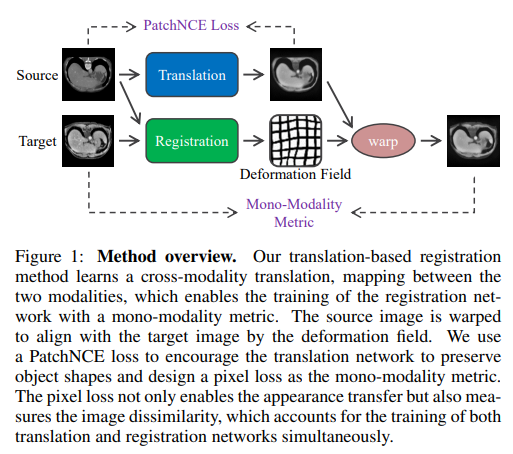 PatchNCE Loss
Source
Translation
Target
Registration
warp
Deformation Field
Mono-Modality
Metric
Figure 1: Method overview. Our translation-based registration
method learns a cross-modality translation, mapping between the
two modalities, which enables the training of the registration net-
work with a mono-modality metric. The source image is warped
to align with the target image by the deformation field. We use
a PatchNCE loss to encourage the translation network to preserve
object shapes and design a pixel loss as the mono-modality metric.
The pixel loss not only enables the appearance transfer but also mea-
sures the image dissimilarity, which accounts for the training of both
translation and registration networks simultaneously.